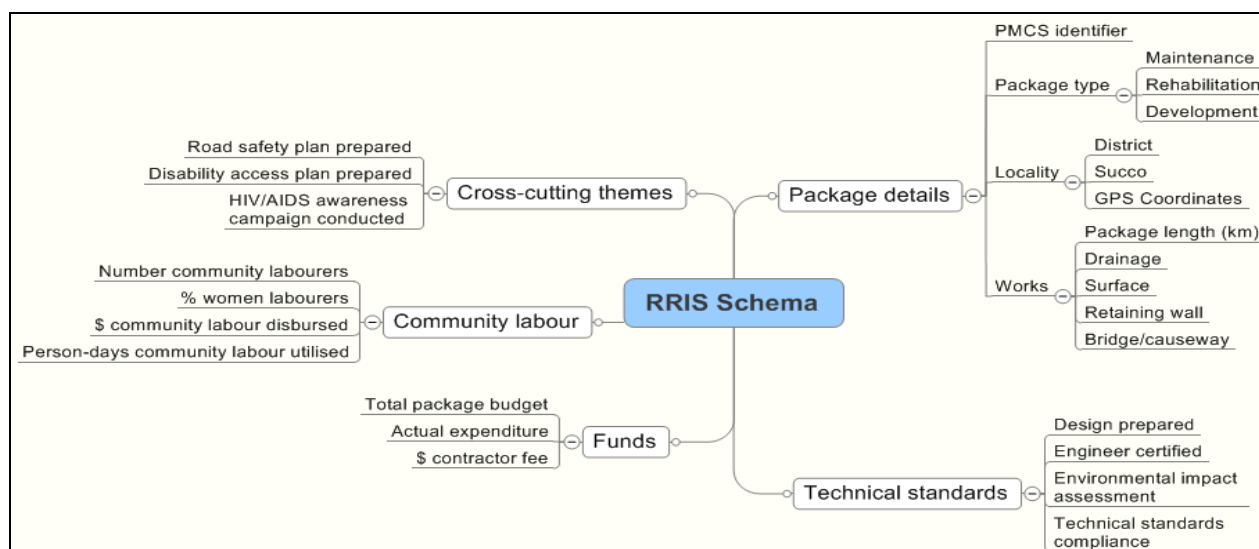 RRIS Schema
Cross-cutting themes
Road safety plan prepared
Disability access plan prepared
HIV/AIDS awareness
campaign conducted
Community labour
Number community labourers
% women labourers
$ community labour disbursed
Person-days community labour utilised
Funds
Total package budget
Actual expenditure
$ contractor fee
Package details
PMCS identifier
Package type
Maintenance
Rehabilitation
Development
Locality
District
Succo
GPS Coordinates
Works
Package length (km)
Drainage
Surface
Retaining wall
Bridge/causeway
Technical standards
Design prepared
Engineer certified
Environmental impact
assessment
Technical standards
compliance